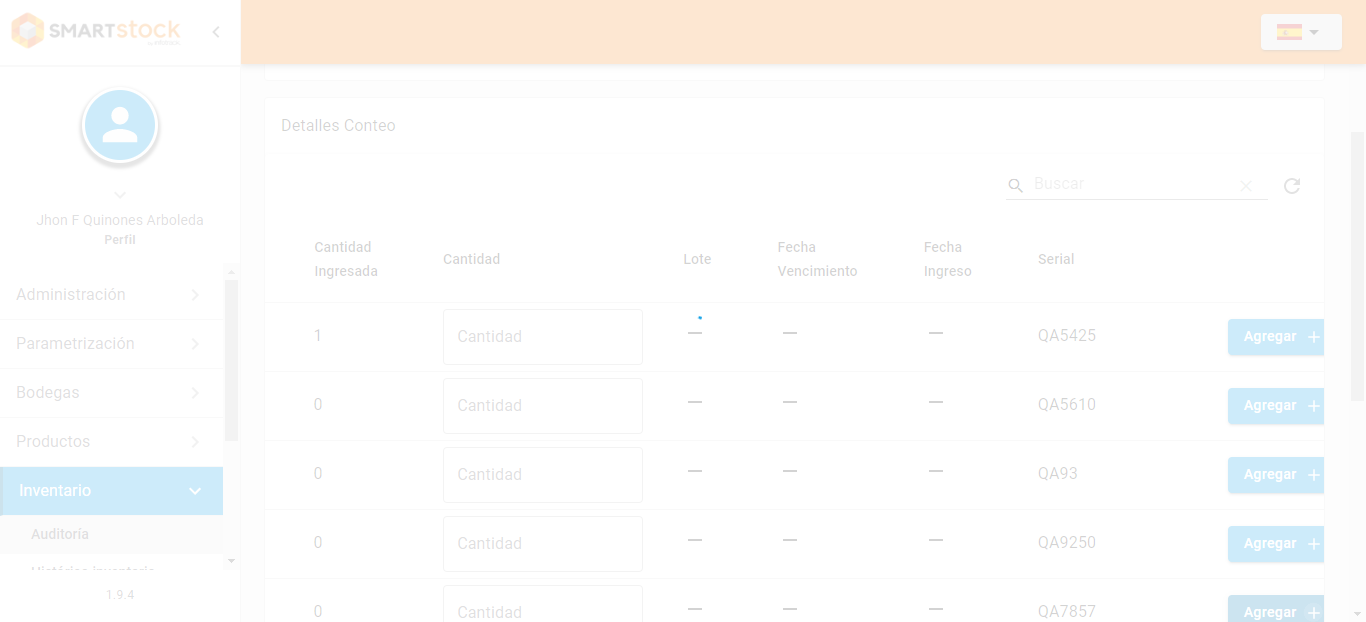 SMARTstock
Jhon F Quinones Arboleda
Perfil
Administración
Parametrización
Bodegas
Productos
Inventario
Auditoría
Histórico inventario
1.9.4
Detalles Conteo
Buscar
Cantidad Ingresada Cantidad Lote Fecha Vencimiento Fecha Ingreso Serial
1 Cantidad — — — QA5425 Agregar +
0 Cantidad — — — QA5610 Agregar +
0 Cantidad — — — QA93 Agregar +
0 Cantidad — — — QA9250 Agregar +
0 Cantidad — — — QA7857 Agregar +